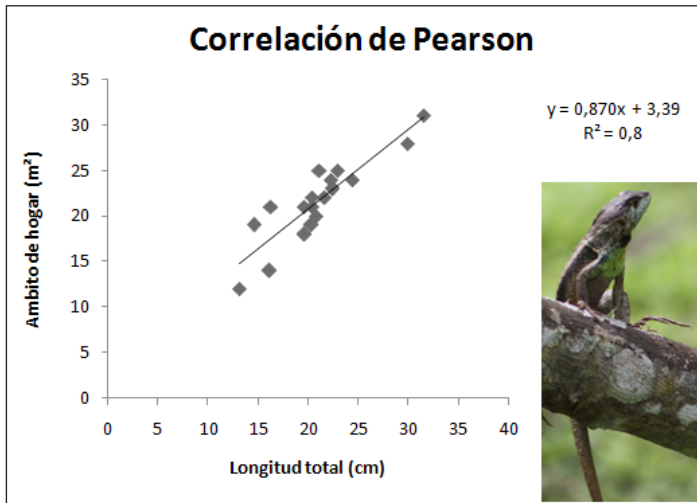 Correlación de Pearson
35
30
25
20
15
10
5
0
0 5 10 15 20 25 30 35 40
Ambito de hogar (m²)
Longitud total (cm)
y = 0,870x + 3,39
R² = 0,8